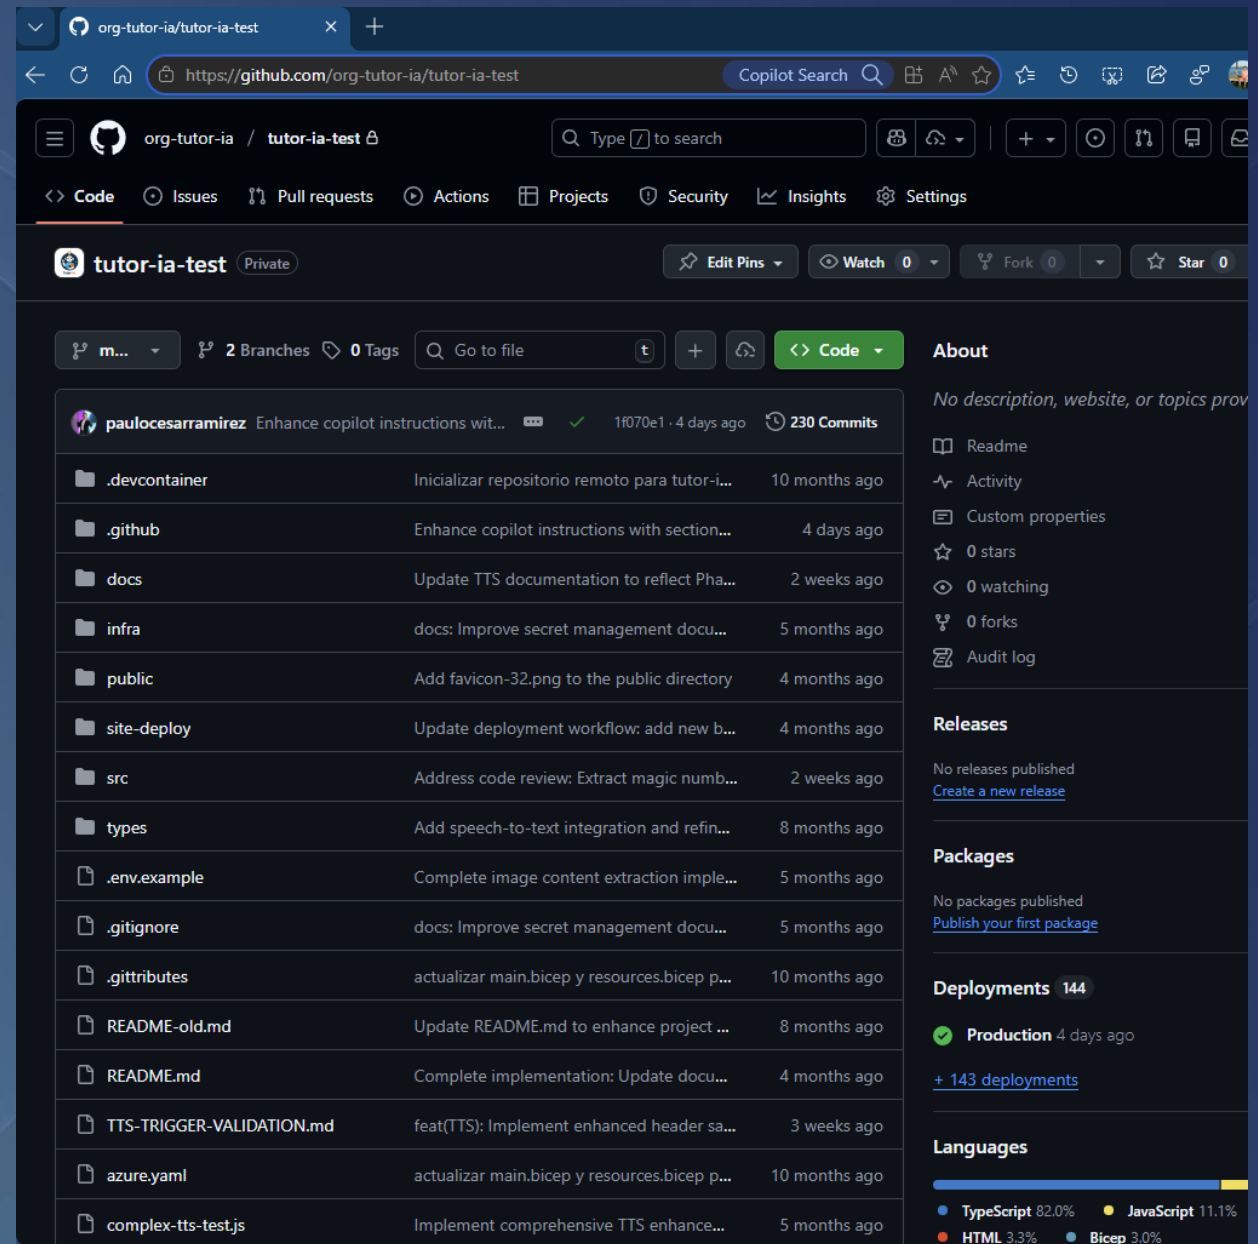 org-tutor-ia/tutor-ia-test
https://github.com/org-tutor-ia/tutor-ia-test Copilot Search
org-tutor-ia / tutor-ia-test Type / to search
Code Issues Pull requests Actions Projects Security Insights Settings
tutor-ia-test Private Edit Pins Watch 0 Fork 0 Star 0
m... 2 Branches 0 Tags Go to file t Code
About
No description, website, or topics prov
paulocesarramirez Enhance copilot instructions wit... 1f070e1 · 4 days ago 230 Commits
.devcontainer Inicializar repositorio remoto para tutor-i... 10 months ago
.github Enhance copilot instructions with section... 4 days ago
docs Update TTS documentation to reflect Pha... 2 weeks ago
infra docs: Improve secret management docu... 5 months ago
public Add favicon-32.png to the public directory 4 months ago
site-deploy Update deployment workflow: add new b... 4 months ago
src Address code review: Extract magic numb... 2 weeks ago
types Add speech-to-text integration and refin... 8 months ago
.env.example Complete image content extraction imple... 5 months ago
.gitignore docs: Improve secret management docu... 5 months ago
.gittributes actualizar main.bicep y resources.bicep p... 10 months ago
README-old.md Update README.md to enhance project ... 8 months ago
README.md Complete implementation: Update docu... 4 months ago
TTS-TRIGGER-VALIDATION.md feat(TTS): Implement enhanced header sa... 3 weeks ago
azure.yaml actualizar main.bicep y resources.bicep p... 10 months ago
complex-tts-test.js Implement comprehensive TTS enhance... 5 months ago
Readme
Activity
Custom properties
0 stars
0 watching
0 forks
Audit log
Releases
No releases published
Create a new release
Packages
No packages published
Publish your first package
Deployments 144
Production 4 days ago
+ 143 deployments
Languages
TypeScript 82.0% JavaScript 11.1%
HTML 3.3% Bicep 3.0%